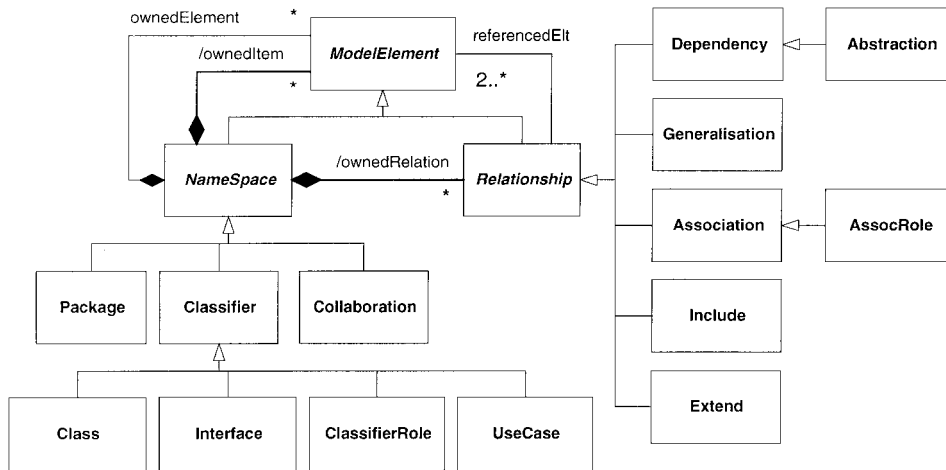 ownedElement
*
ModelElement
referencedElt
/ownedItem
*
2..*
Dependency
Abstraction
Generalisation
NameSpace
/ownedRelation
*
Relationship
Association
AssocRole
Package
Classifier
Collaboration
Include
Class
Interface
ClassifierRole
UseCase
Extend